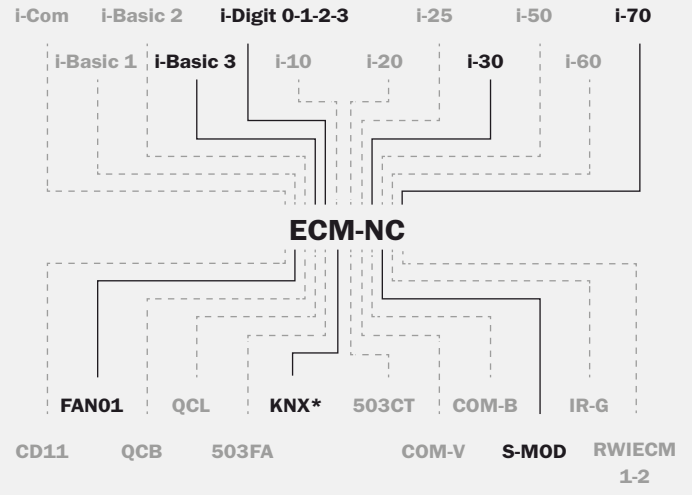 i-Com i-Basic 2 i-Digit 0-1-2-3 i-25 i-50 i-70
i-Basic 1 i-Basic 3 i-10 i-20 i-30 i-60
ECM-NC
FAN01 QCL KNX* 503CT COM-B IR-G
CD11 QCB 503FA COM-V S-MOD RWIECM
1-2